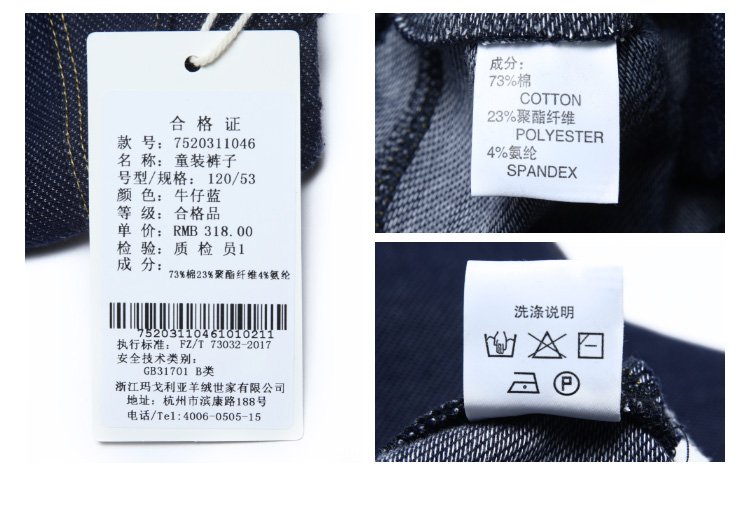 合格证
款 号：7520311046
名 称：童装裤子
号型/规格：120/53
颜 色：牛仔蓝
等 级：合格品
单 价：RMB 318.00
检 验：质 检 员1
成 分：
73%棉23%聚酯纤维4%氨纶
75203110461010211
执行标准：FZ/T 73032-2017
安全技术类别：
GB31701 B类
浙江玛戈利亚羊绒世家有限公司
地址：杭州市滨康路188号
电话/Tel:4006-0505-15
成分：
73%棉
COTTON
23%聚酯纤维
POLYESTER
4%氨纶
SPANDEX
洗涤说明
P